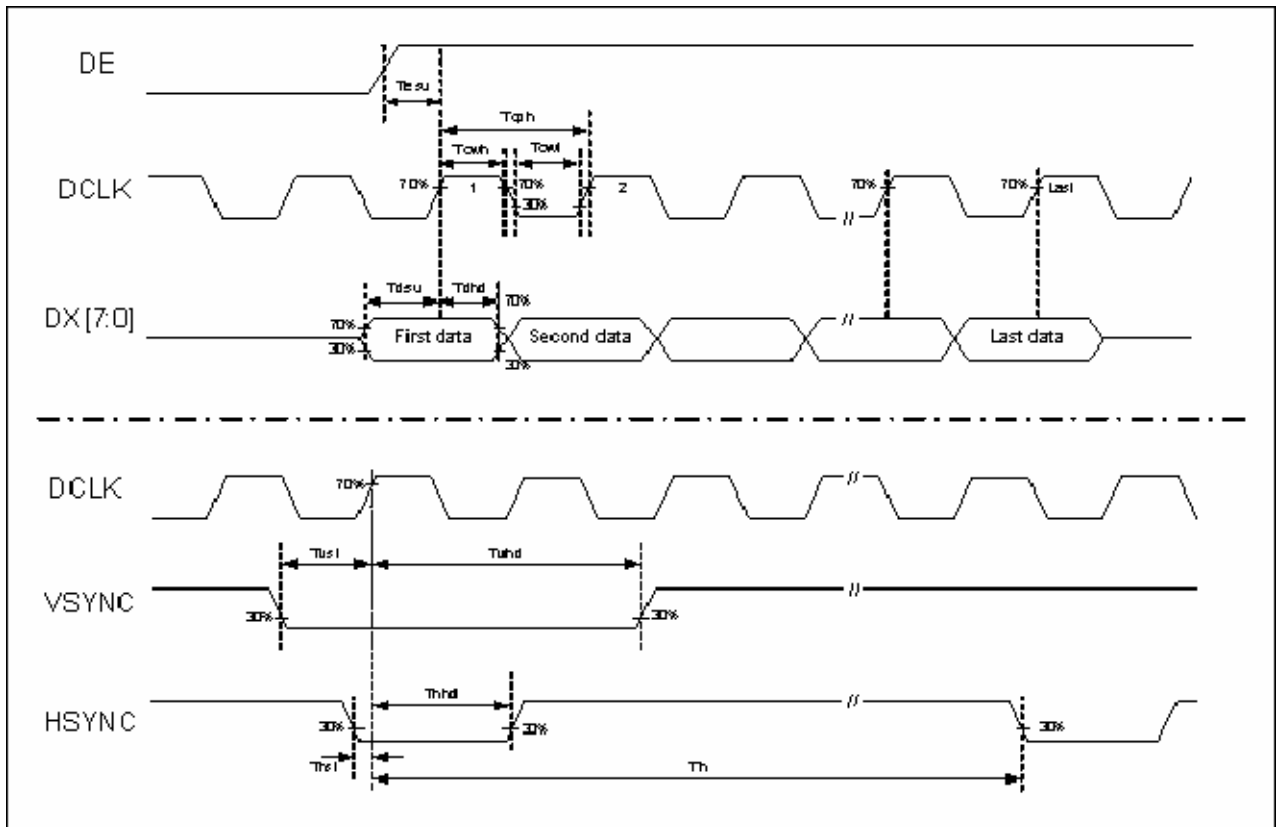 DE
Tesu
Tcph
Tcwh
Tcwl
DCLK
70%
1
70%
30%
2
70%
70%
Last
//
Tdsu
Tdhd
70%
DX[7:0]
70%
30%
First data
Second data
//
Last data
30%
DCLK
70%
//
Tvst
Tvhd
VSYNC
30%
30%
//
Thhd
HSYNC
30%
30%
//
30%
Thst
Th